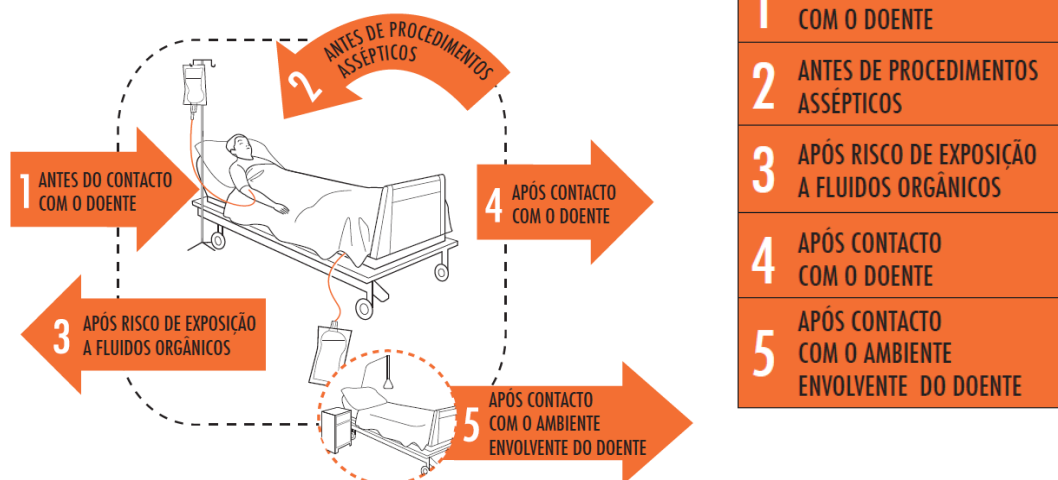 2
ANTES DE PROCEDIMENTOS
ASSÉPTICOS
1
ANTES DO CONTACTO
COM O DOENTE
4
APÓS CONTACTO
COM O DOENTE
3
APÓS RISCO DE EXPOSIÇÃO
A FLUIDOS ORGÂNICOS
5
APÓS CONTACTO
COM O AMBIENTE
ENVOLVENTE DO DOENTE
1
COM O DOENTE
2
ANTES DE PROCEDIMENTOS
ASSÉPTICOS
3
APÓS RISCO DE EXPOSIÇÃO
A FLUIDOS ORGÂNICOS
4
APÓS CONTACTO
COM O DOENTE
5
APÓS CONTACTO
COM O AMBIENTE
ENVOLVENTE DO DOENTE